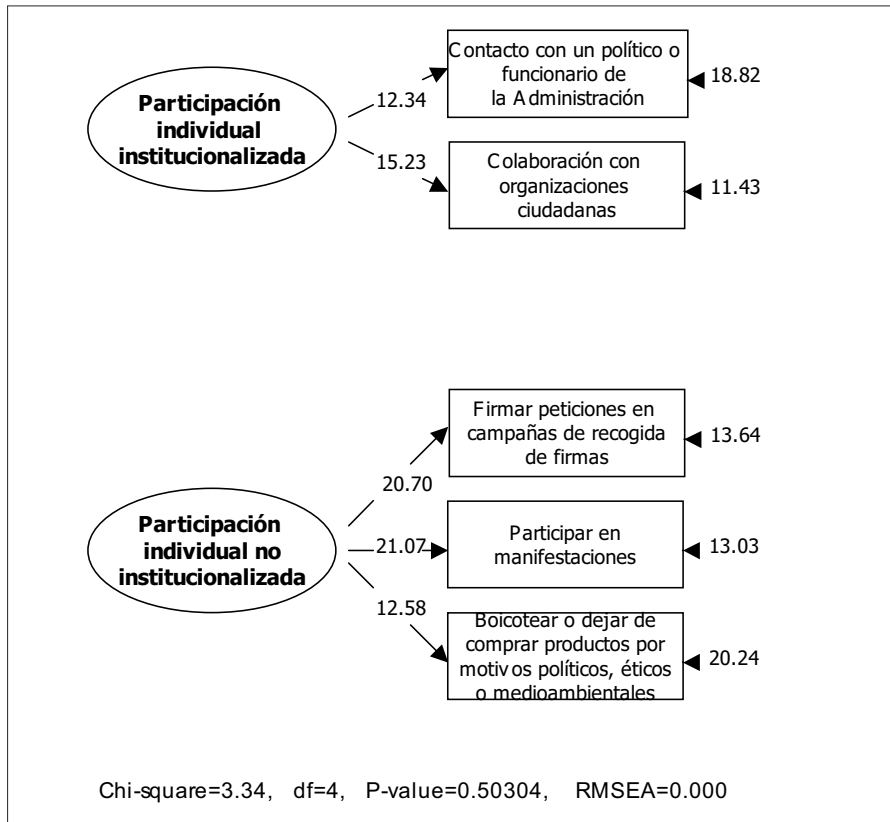 Contacto con un político o
funcionario de
la Administración
18.82
Participación
individual
institucionalizada
12.34
15.23
Colaboración con
organizaciones
ciudadanas
11.43
Firmar peticiones en
campañas de recogida
de firmas
13.64
20.70
Participación
individual no
institucionalizada
21.07
Participar en
manifestaciones
13.03
12.58
Boicotear o dejar de
comprar productos por
motivos políticos, éticos
o medioambientales
20.24
Chi-square=3.34, df=4, P-value=0.50304, RMSEA=0.000